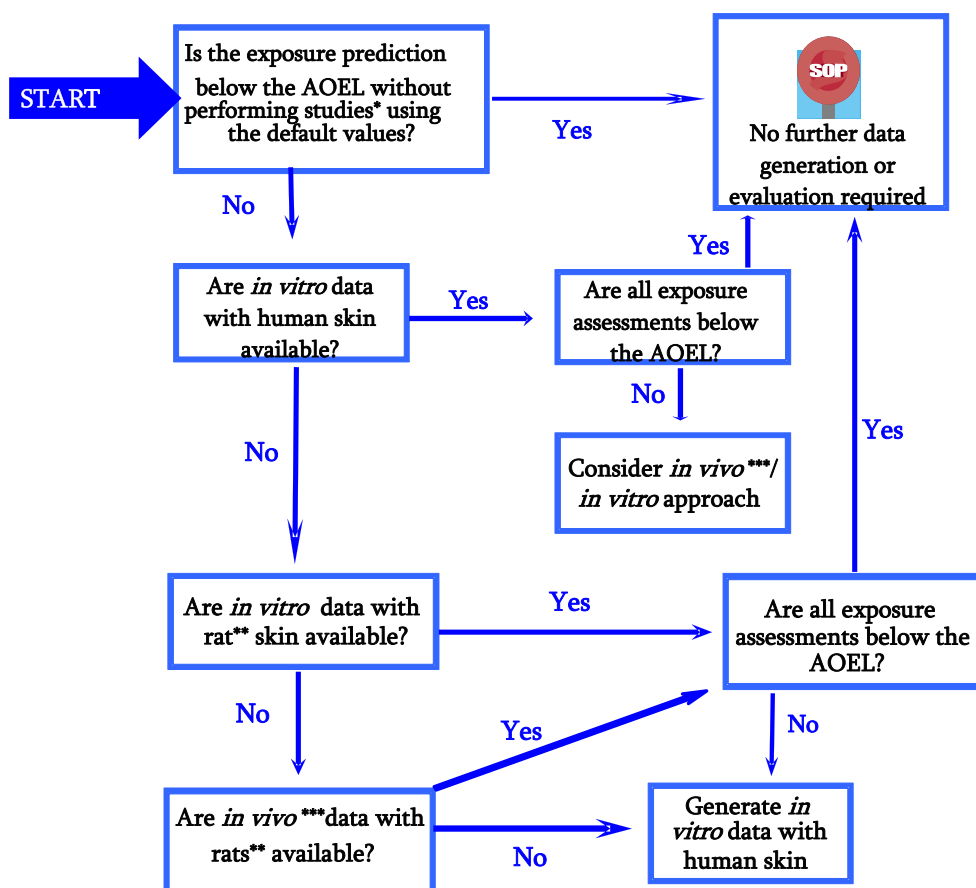 START
Is the exposure prediction
below the AOEL without
performing studies* using
the default values?
Yes
SOP
No further data
generation or
evaluation required
No
Yes
Are in vitro data
with human skin
available?
Yes
Are all exposure
assessments below
the AOEL?
No
Yes
No
Consider in vivo ***/
in vitro approach
Are in vitro data with
rat** skin available?
Yes
Are all exposure
assessments below the
AOEL?
No
Yes
No
Are in vivo ***data with
rats** available?
No
Generate in
vitro data with
human skin